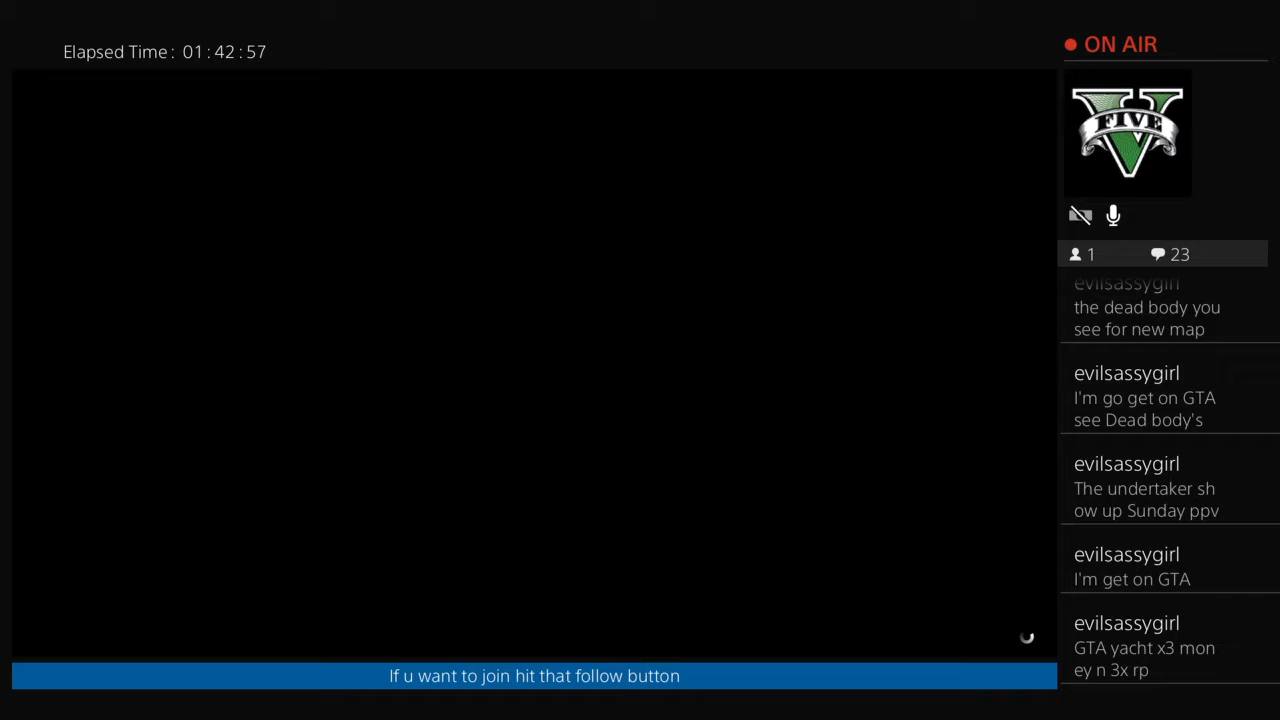 Elapsed Time: 01:42:57
ON AIR
FIVE
1
23
evilsassygirl
the dead body you
see for new map
evilsassygirl
I'm go get on GTA
see Dead body's
evilsassygirl
The undertaker sh
ow up Sunday ppv
evilsassygirl
I'm get on GTA
evilsassygirl
GTA yacht x3 mon
ey n 3x rp
If u want to join hit that follow button